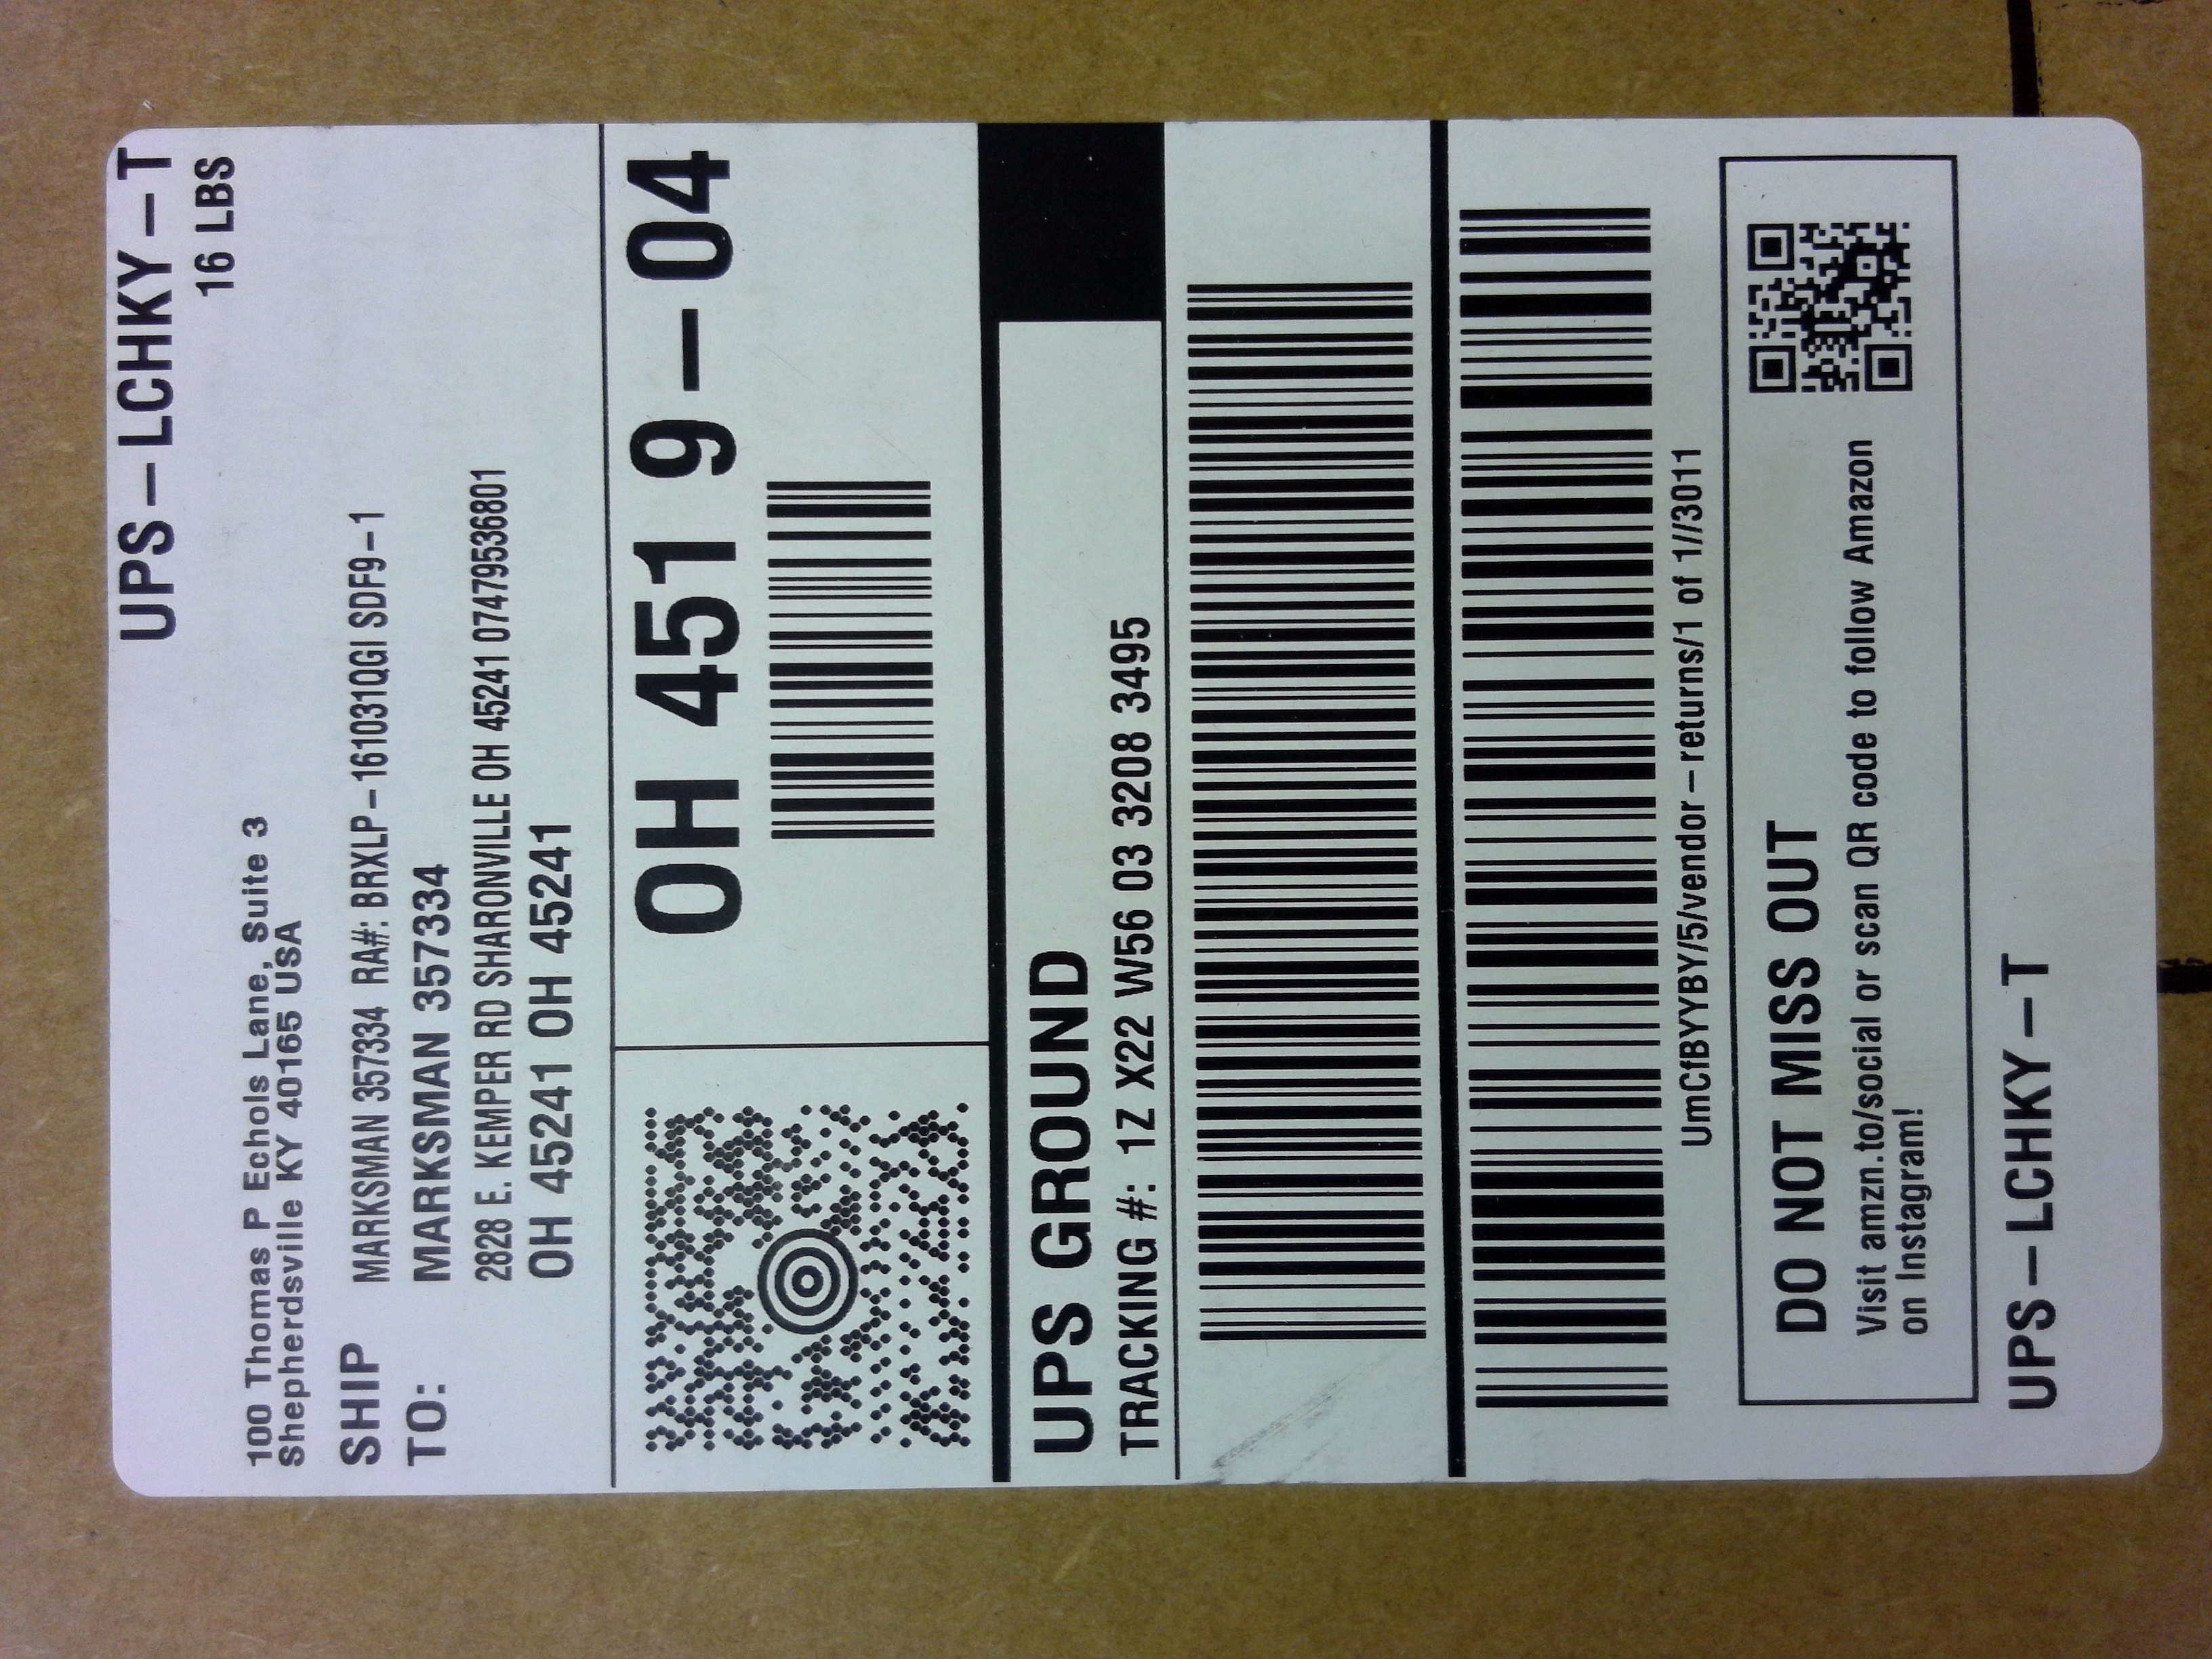 UPS-LCHKY-T
16 LBS
100 Thomas P Echols Lane, Suite 3
Shepherdsville KY 40165 USA
SHIP
TO:
MARKSMAN 357334 RA#: BRXLP-1610310QGI SDF9-1
MARKSMAN 357334
2828 E. KEMPER RD SHARONVILLE OH 45241 07479536801
OH 45241 OH 45241
OH 451 9-04
UPS GROUND
TRACKING #: 1Z X22 W56 03 3208 3495
UmCfBYYBY/5/vendor-returns/1 of 1//3011
DO NOT MISS OUT
Visit amzn.to/social or scan QR code to follow Amazon
on Instagram!
UPS-LCHKY-T